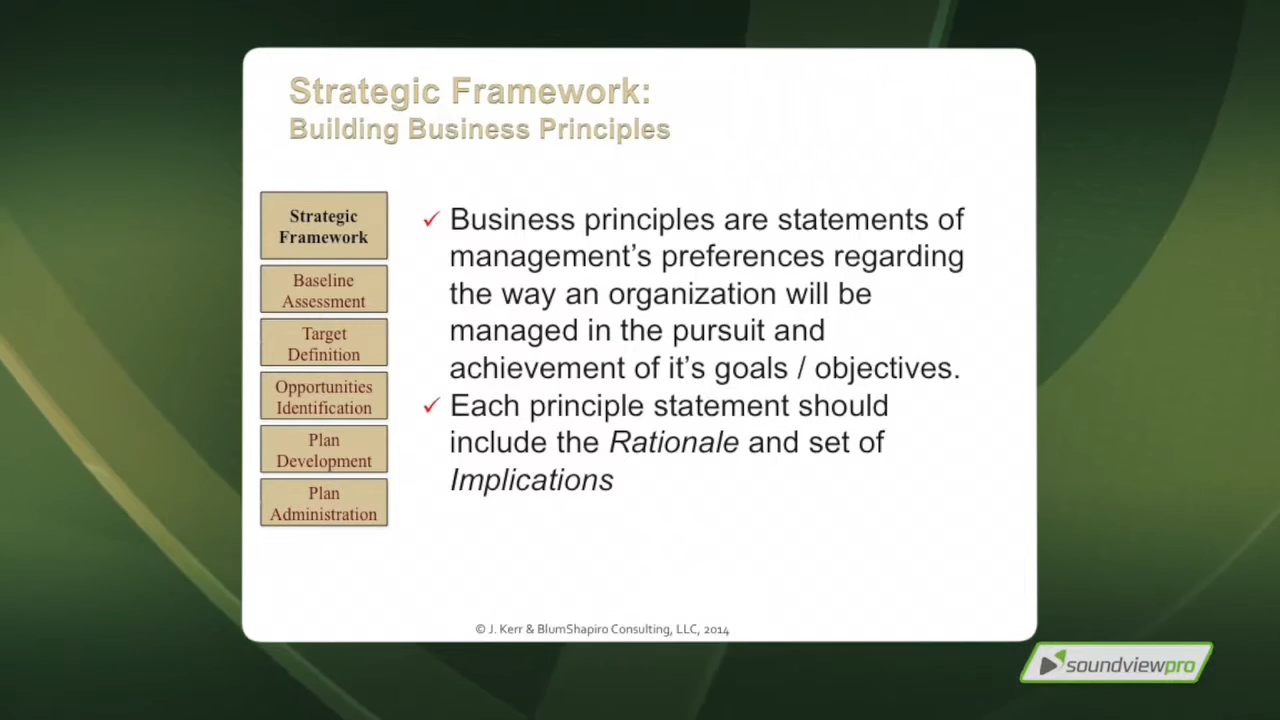 Strategic Framework:
Building Business Principles
Strategic
Framework
Baseline
Assessment
Target
Definition
Opportunities
Identification
Plan
Development
Plan
Administration
✓ Business principles are statements of
management’s preferences regarding
the way an organization will be
managed in the pursuit and
achievement of it’s goals / objectives.
✓ Each principle statement should
include the Rationale and set of
Implications
© J. Kerr & BlumShapiro Consulting, LLC, 2014
soundviewpro